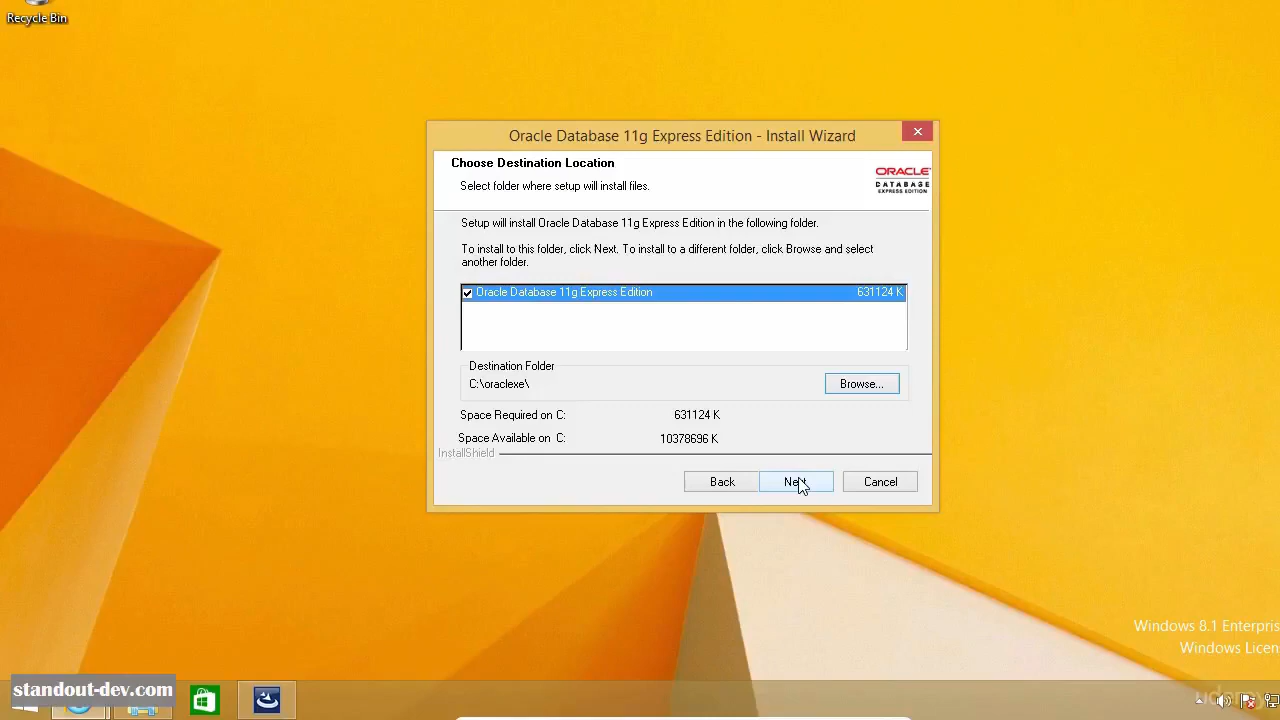 Recycle Bin
Oracle Database 11g Express Edition - Install Wizard
Choose Destination Location
Select folder where setup will install files.
ORACLE
DATABASE
EXPRESS EDITION
Setup will install Oracle Database 11g Express Edition in the following folder.
To install to this folder, click Next. To install to a different folder, click Browse and select
another folder.
Oracle Database 11g Express Edition 631124 K
Destination Folder
C:\oraclexe\
Browse...
Space Required on C: 631124 K
Space Available on C: 10378696 K
InstallShield
Back Next Cancel
Windows 8.1 Enterpris
Windows Licen
standout-dev.com
udemy